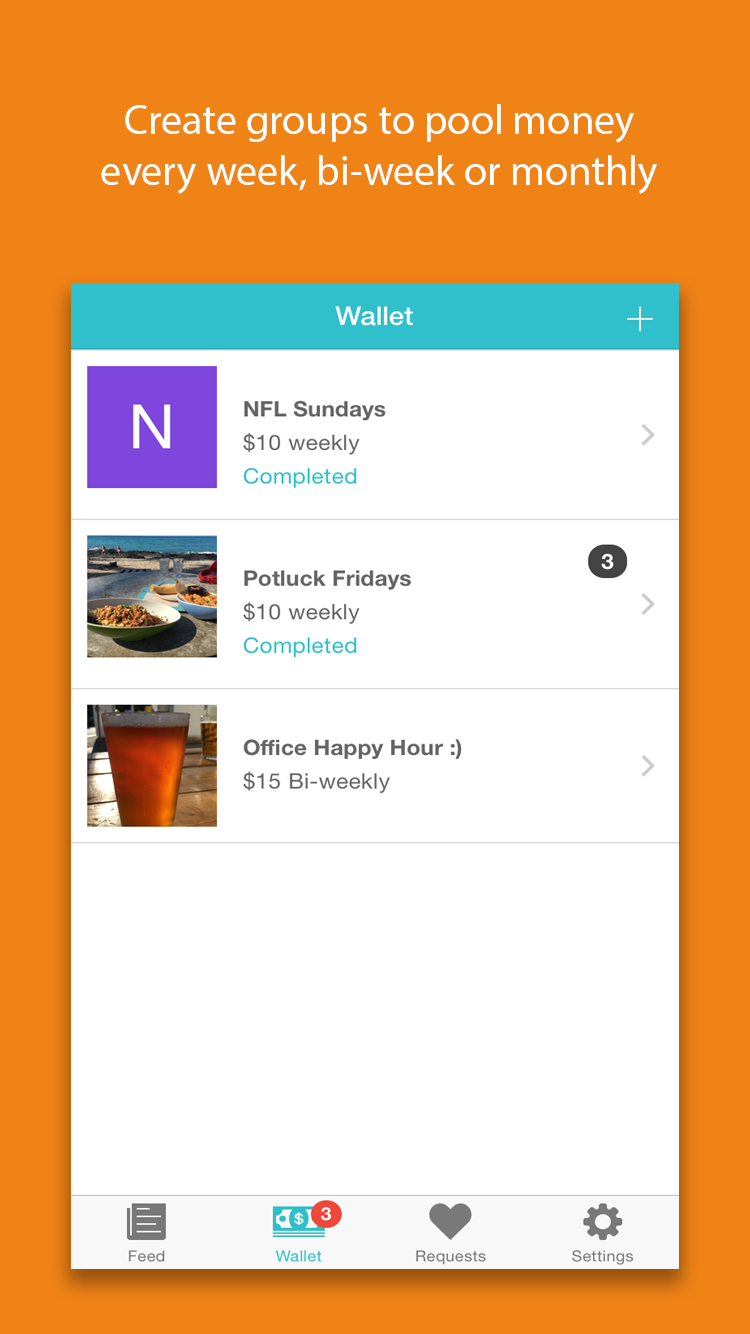 Create groups to pool money
every week, bi-week or monthly
Wallet
N
NFL Sundays
$10 weekly
Completed
3
Potluck Fridays
$10 weekly
Completed
Office Happy Hour :)
$15 Bi-weekly
$
3
Feed
Wallet
Requests
Settings